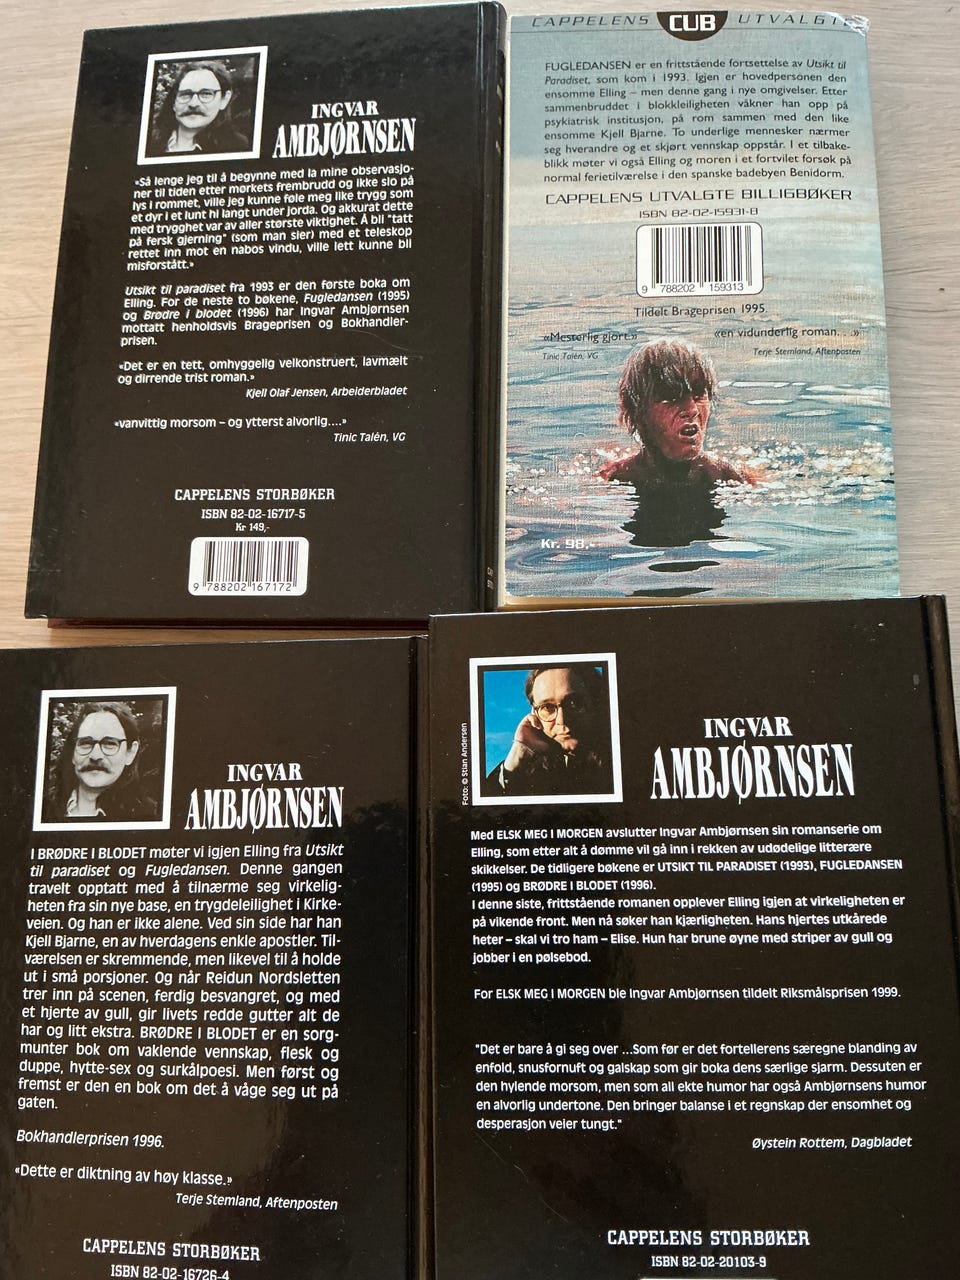 INGVAR
AMBJØRNSEN
«Så lenge jeg til å begynne med la mine observasjo-
ner til tiden etter mørkets frembrudd og ikke slo på
lys i rommet, ville jeg kunne føle meg like trygg som
et dyr i et lunt hi langt under jorda. Og akkurat dette
med trygghet var av aller største viktighet. Å bli "tatt
på fersk gjerning" (som man sier) med et teleskop
rettet inn mot en nabos vindu, ville lett kunne bli
misforstått.»
Utsikt til paradiset fra 1993 er den første boka om
Elling. For de neste to bøkene, Fugledansen (1995)
og Brødre i blodet (1996) har Ingvar Ambjørnsen
mottatt henholdsvis Brageprisen og Bokhandler-
prisen.
«Det er en tett, omhyggelig velkonstruert, lavmælt
og dirrende trist roman.»
Kjell Olaf Jensen, Arbeiderbladet
«vanvittig morsom – og ytterst alvorlig....»
Tinic Talén, VG
CAPPELENS STORBØKER
ISBN 82-02-16717-5
Kr 149,-
9 788202 167172
CAPPELENS CUB UTVALGTE
FUGLEDANSEN er en frittstående fortsettelse av Utsikt til
Paradiset, som kom i 1993. Igjen er hovedpersonen den
ensomme Elling – men denne gang i nye omgivelser. Etter
sammenbruddet i blokkleiligheten våkner han opp på
psykiatrisk institusjon, på rom sammen med den like
ensomme Kjell Bjarne. To underlige mennesker nærmer
seg hverandre og et skjørt vennskap oppstår. I et tilbake-
blikk møter vi også Elling og moren i et fortvilet forsøk på
normal ferietilværelse i den spanske badebyen Benidorm.
CAPPELENS UTVALGTE BILLIGBØKER
ISBN 82-02-15931-8
9 788202 159313
Tildelt Brageprisen 1995.
«Mesterlig gjort.»
Tinic Talén, VG
«en vidunderlig roman. . .»
Terje Stemland, Aftenposten
Kr. 98,-
INGVAR
AMBJØRNSEN
I BRØDRE I BLODET møter vi igjen Elling fra Utsikt
til paradiset og Fugledansen. Denne gangen
travelt opptatt med å tilnærme seg virkelig-
heten fra sin nye base, en trygdeleilighet i Kirke-
veien. Og han er ikke alene. Ved sin side har han
Kjell Bjarne, en av hverdagens enkle apostler. Til-
værelsen er skremmende, men likevel til å holde
ut i små porsjoner. Og når Reidun Nordsletten
trer inn på scenen, ferdig besvangret, og med
et hjerte av gull, gir livets redde gutter alt de
har og litt ekstra. BRØDRE I BLODET er en sorg-
munter bok om vaklende vennskap, flesk og
duppe, hytte-sex og surkålpoesi. Men først og
fremst er den en bok om det å våge seg ut på
gaten.
Bokhandlerprisen 1996.
«Dette er diktning av høy klasse.»
Terje Stemland, Aftenposten
CAPPELENS STORBØKER
ISBN 82-02-16726-4
Foto: © Stian Andersen
INGVAR
AMBJØRNSEN
Med ELSK MEG I MORGEN avslutter Ingvar Ambjørnsen sin romanserie om
Elling, som etter alt å dømme vil gå inn i rekken av udødelige litterære
skikkelser. De tidligere bøkene er UTSIKT TIL PARADISET (1993), FUGLEDANSEN
(1995) og BRØDRE I BLODET (1996).
I denne siste, frittstående romanen opplever Elling igjen at virkeligheten er
på vikende front. Men nå søker han kjærligheten. Hans hjertes utkårede
heter – skal vi tro ham – Elise. Hun har brune øyne med striper av gull og
jobber i en pølsebod.
For ELSK MEG I MORGEN ble Ingvar Ambjørnsen tildelt Riksmålsprisen 1999.
"Det er bare å gi seg over ...Som før er det fortellerens særegne blanding av
enfold, snusfornuft og galskap som gir boka dens særlige sjarm. Dessuten er
den hylende morsom, men som all ekte humor har også Ambjørnsens humor
en alvorlig undertone. Den bringer balanse i et regnskap der ensomhet og
desperasjon veier tungt."
Øystein Rottem, Dagbladet
CAPPELENS STORBØKER
ISBN 82-02-20103-9